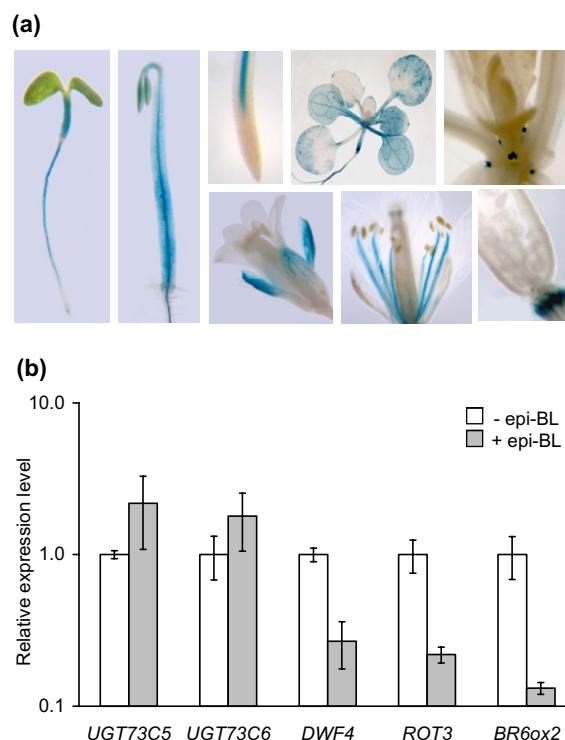 (a)
(b)
10.0
1.0
0.1
Relative expression level
- epi-BL
+ epi-BL
UGT73C5 UGT73C6 DWF4 ROT3 BR6ox2